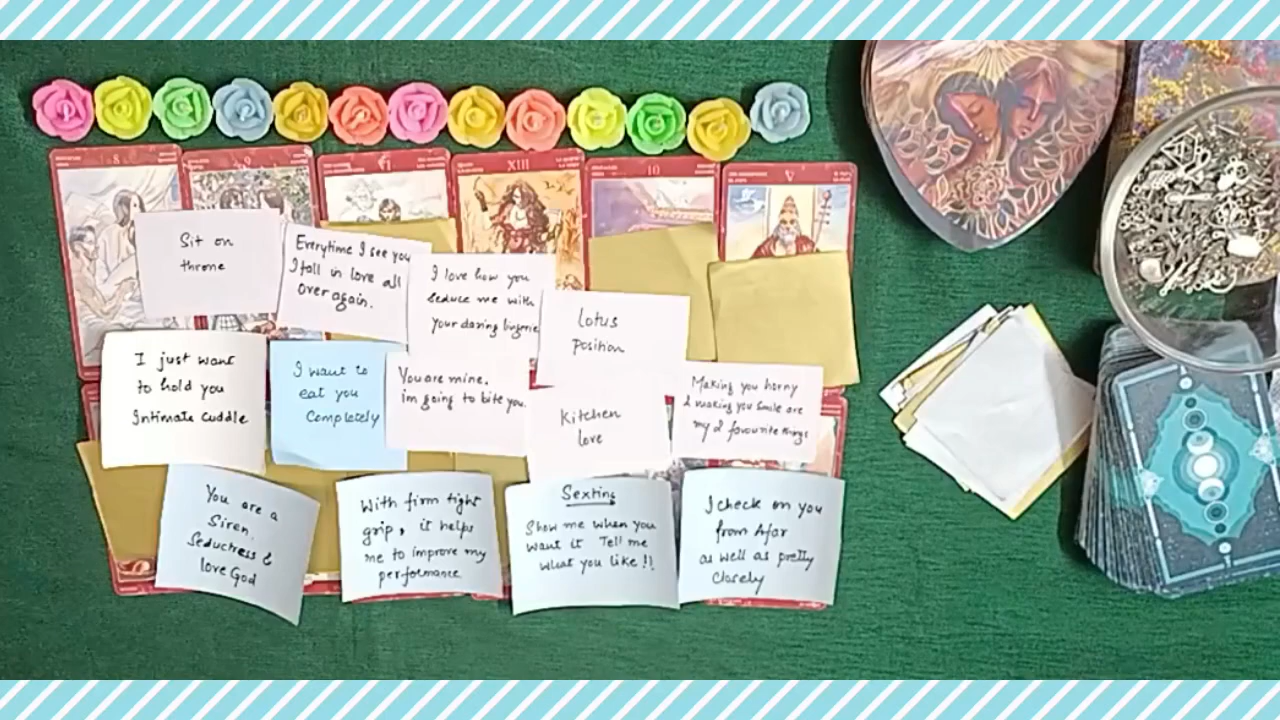 8
9
VI
XIII
10
V
Sit on
throne
Everytime I see you
I fall in love all
over again.
I love how you
seduce me with
your daring lingerie
Lotus
position
I just want
to hold you
Intimate Cuddle
I want to
eat you
Completely
You are mine.
im going to bite you.
Kitchen
love
Making you horny
& making you smile are
my 2 favourite things
You are a
Siren,
Seductress &
love God
With firm tight
grip, it helps
me to improve my
performance
Sexting
Show me when you
want it Tell me
what you like !!
I check on you
from Afar
as well as pretty
closely